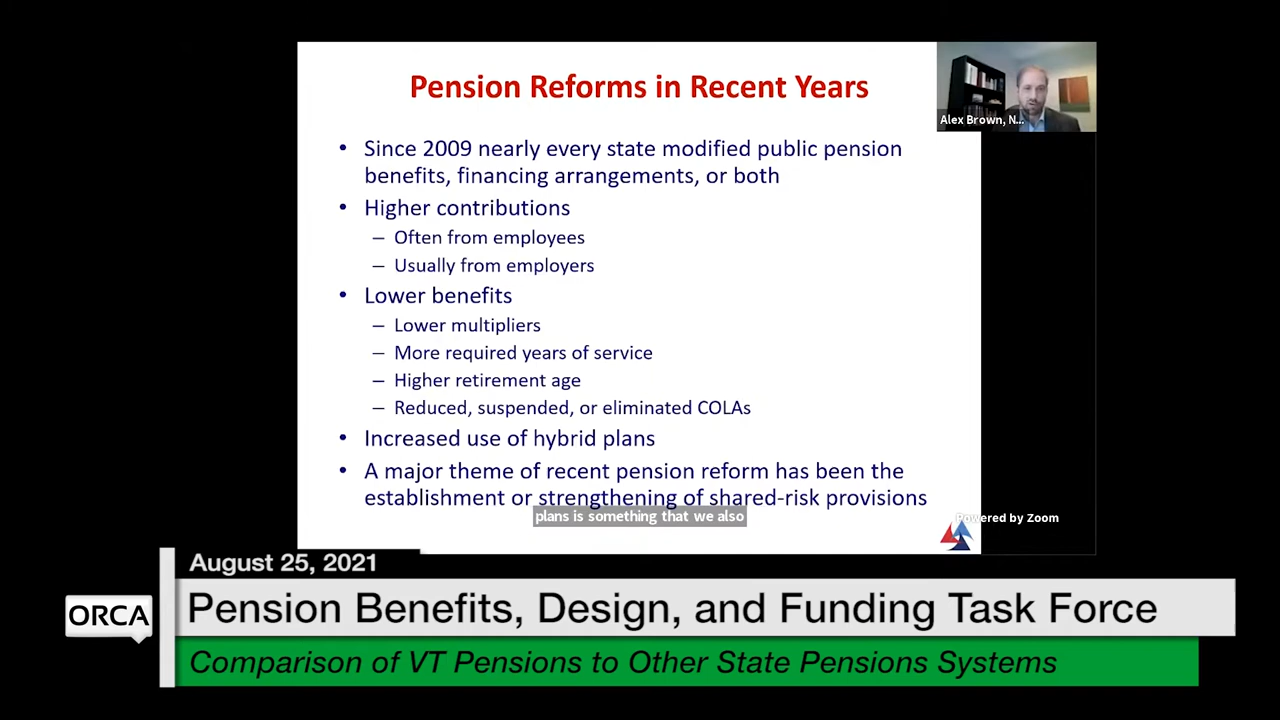 Pension Reforms in Recent Years
Alex Brown, N...
• Since 2009 nearly every state modified public pension
benefits, financing arrangements, or both
• Higher contributions
– Often from employees
– Usually from employers
• Lower benefits
– Lower multipliers
– More required years of service
– Higher retirement age
– Reduced, suspended, or eliminated COLAs
• Increased use of hybrid plans
• A major theme of recent pension reform has been the
establishment or strengthening of shared-risk provisions
plans is something that we also
Powered by Zoom
August 25, 2021
ORCA
Pension Benefits, Design, and Funding Task Force
Comparison of VT Pensions to Other State Pensions Systems